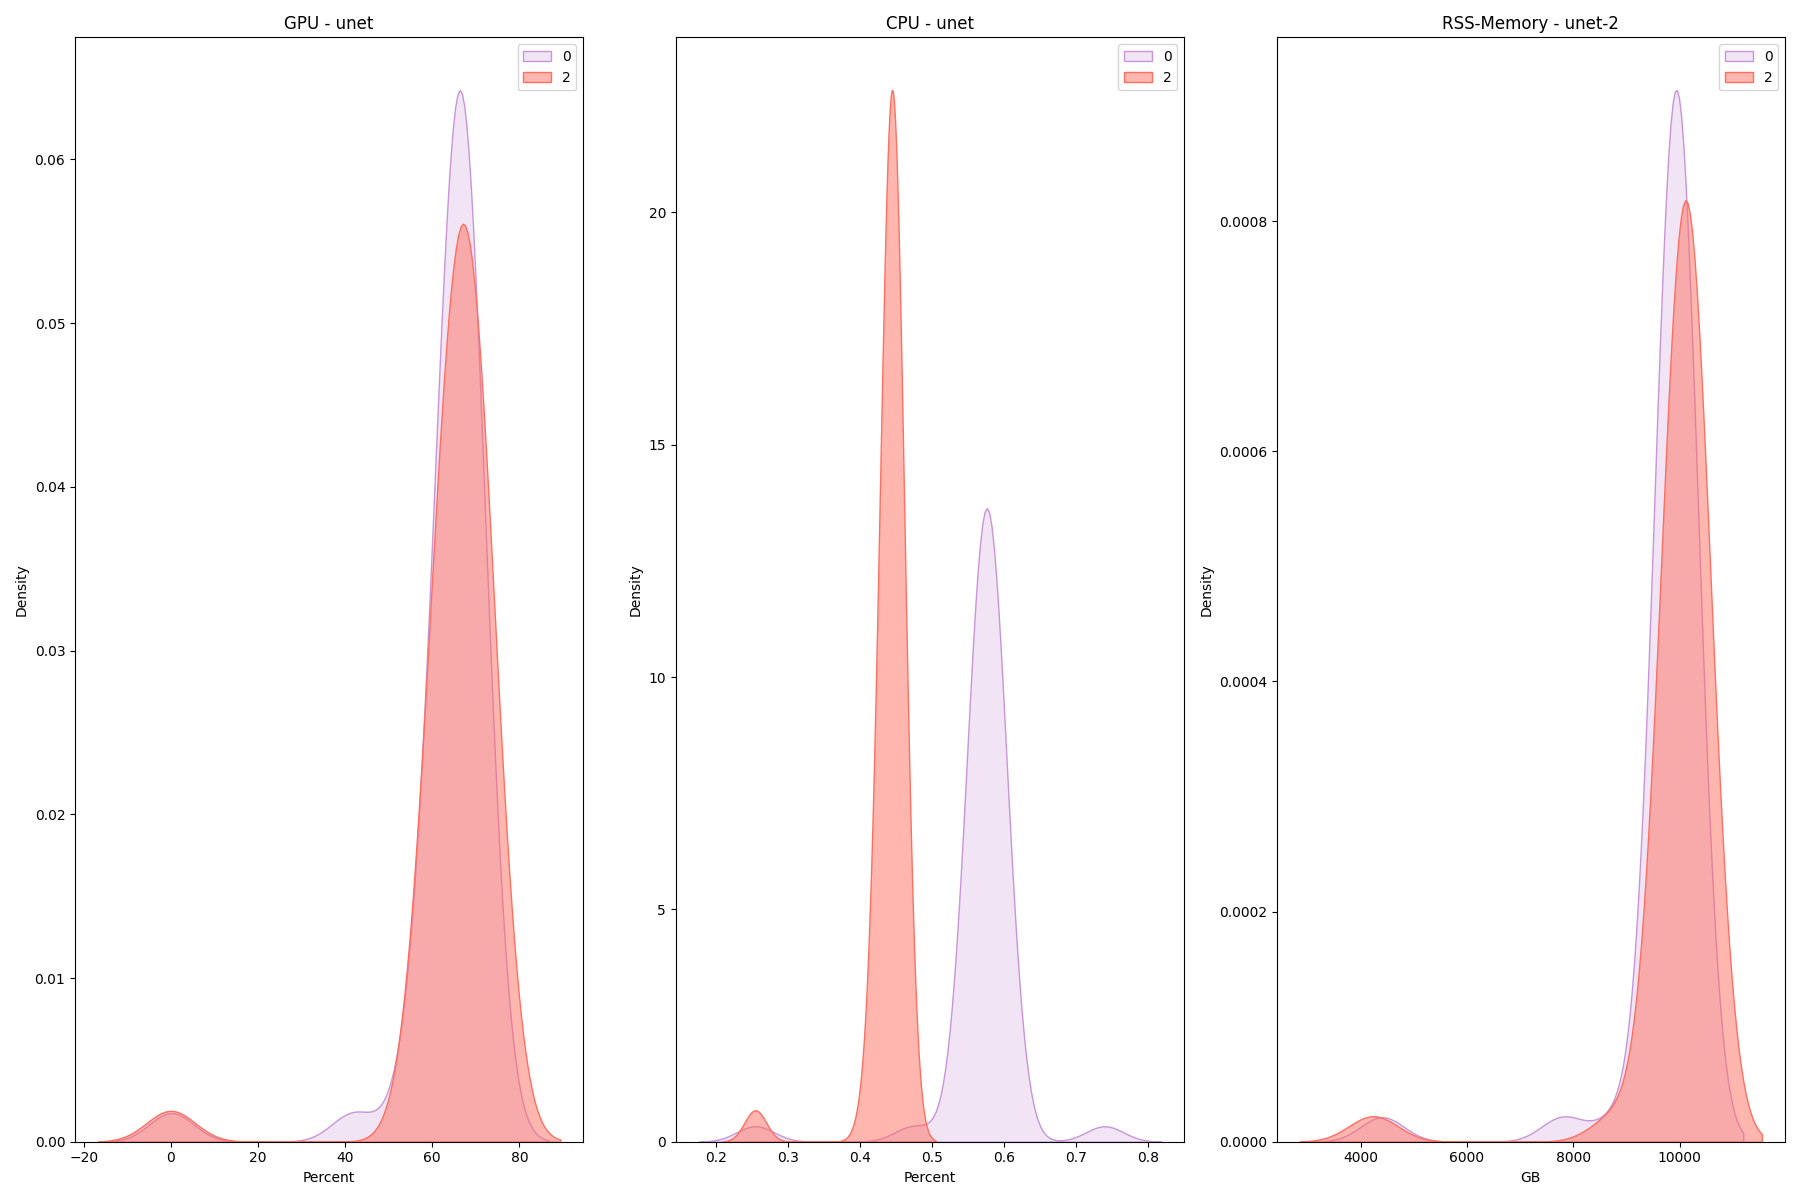 GPU - unet
0
2
0.06
0.05
0.04
0.03
0.02
0.01
0.00
Density
−20 0 20 40 60 80
Percent
CPU - unet
0
2
20
15
10
5
0
Density
0.2 0.3 0.4 0.5 0.6 0.7 0.8
Percent
RSS-Memory - unet-2
0
2
0.0008
0.0006
0.0004
0.0002
0.0000
Density
4000 6000 8000 10000
GB